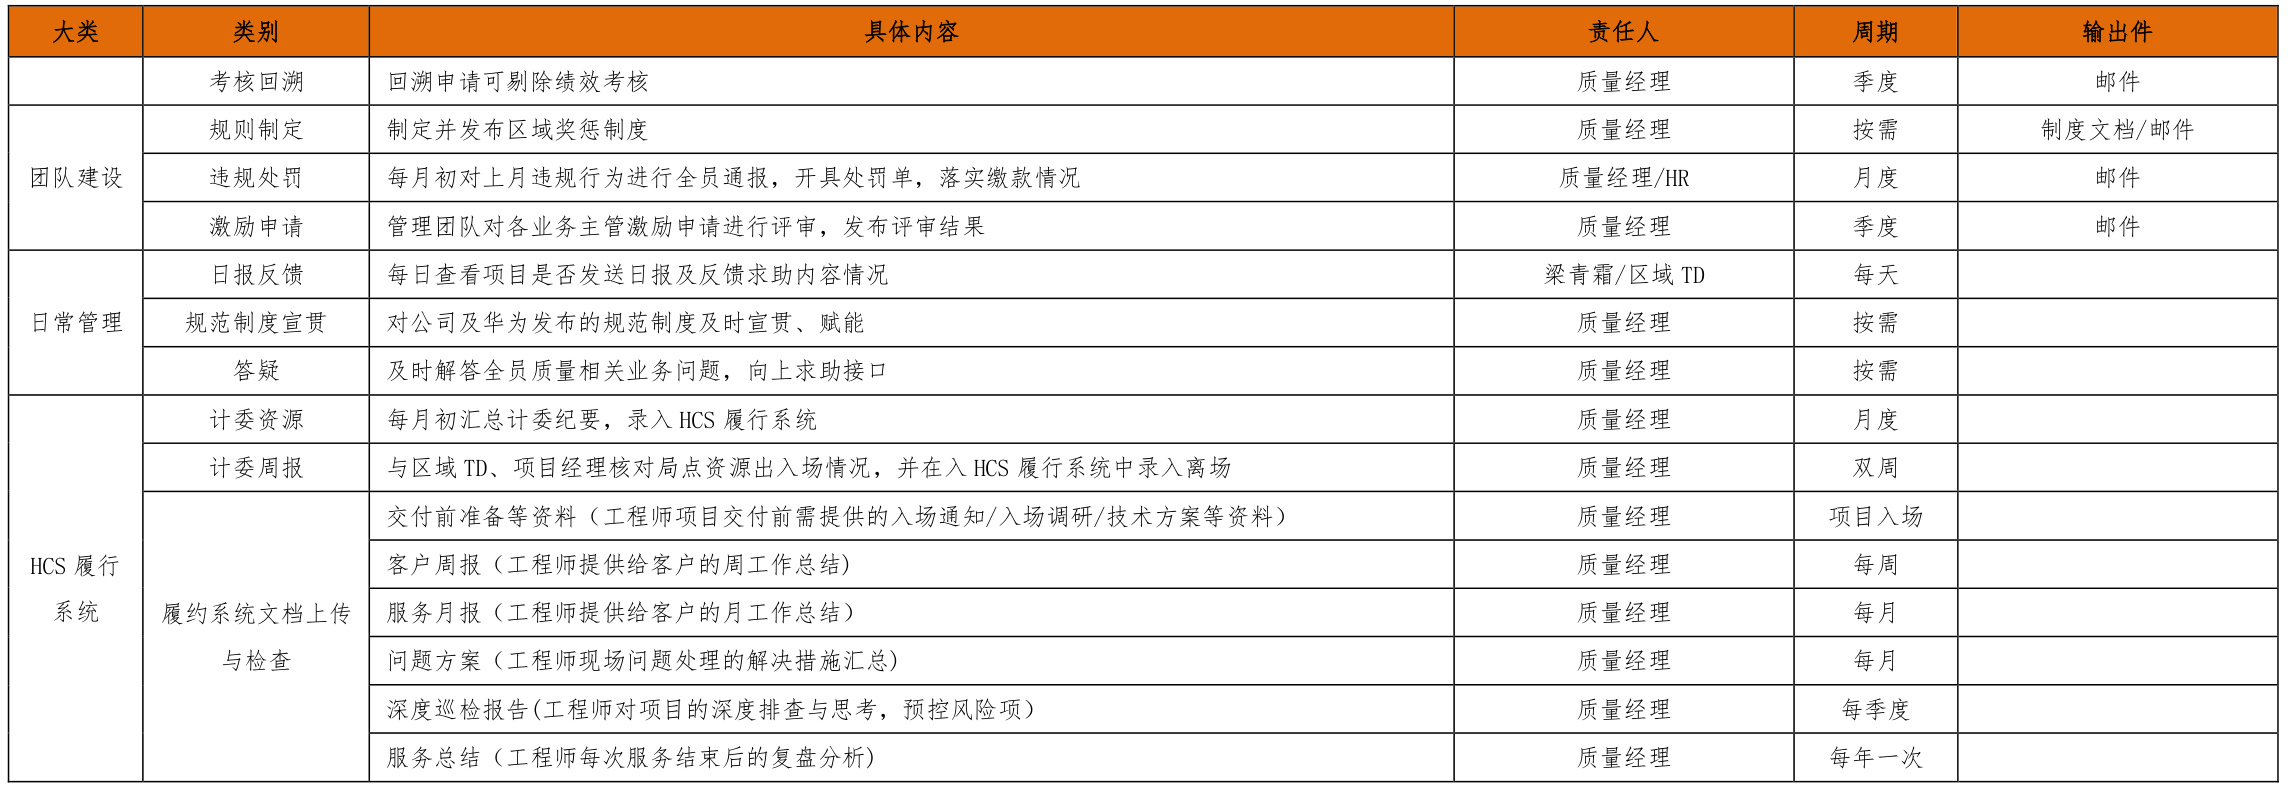 大类 类别 具体内容 责任人 周期 输出件
考核回溯 回溯申请可剔除绩效考核 质量经理 季度 邮件
团队建设 规则制定 制定并发布区域奖惩制度 质量经理 按需 制度文档/邮件
违规处罚 每月初对上月违规行为进行全员通报，开具处罚单，落实缴款情况 质量经理/HR 月度 邮件
激励申请 管理团队对各业务主管激励申请进行评审，发布评审结果 质量经理 季度 邮件
日常管理 日报反馈 每日查看项目是否发送日报及反馈求助内容情况 梁青霜/区域 TD 每天
规范制度宣贯 对公司及华为发布的规范制度及时宣贯、赋能 质量经理 按需
答疑 及时解答全员质量相关业务问题，向上求助接口 质量经理 按需
HCS 履行
系统
计委资源 每月初汇总计委纪要，录入 HCS 履行系统 质量经理 月度
计委周报 与区域 TD、项目经理核对局点资源出入场情况，并在入 HCS 履行系统中录入离场 质量经理 双周
履约系统文档上传
与检查
交付前准备等资料（工程师项目交付前需提供的入场通知/入场调研/技术方案等资料） 质量经理 项目入场
客户周报（工程师提供给客户的周工作总结) 质量经理 每周
服务月报（工程师提供给客户的月工作总结） 质量经理 每月
问题方案（工程师现场问题处理的解决措施汇总) 质量经理 每月
深度巡检报告(工程师对项目的深度排查与思考，预控风险项） 质量经理 每季度
服务总结（工程师每次服务结束后的复盘分析) 质量经理 每年一次